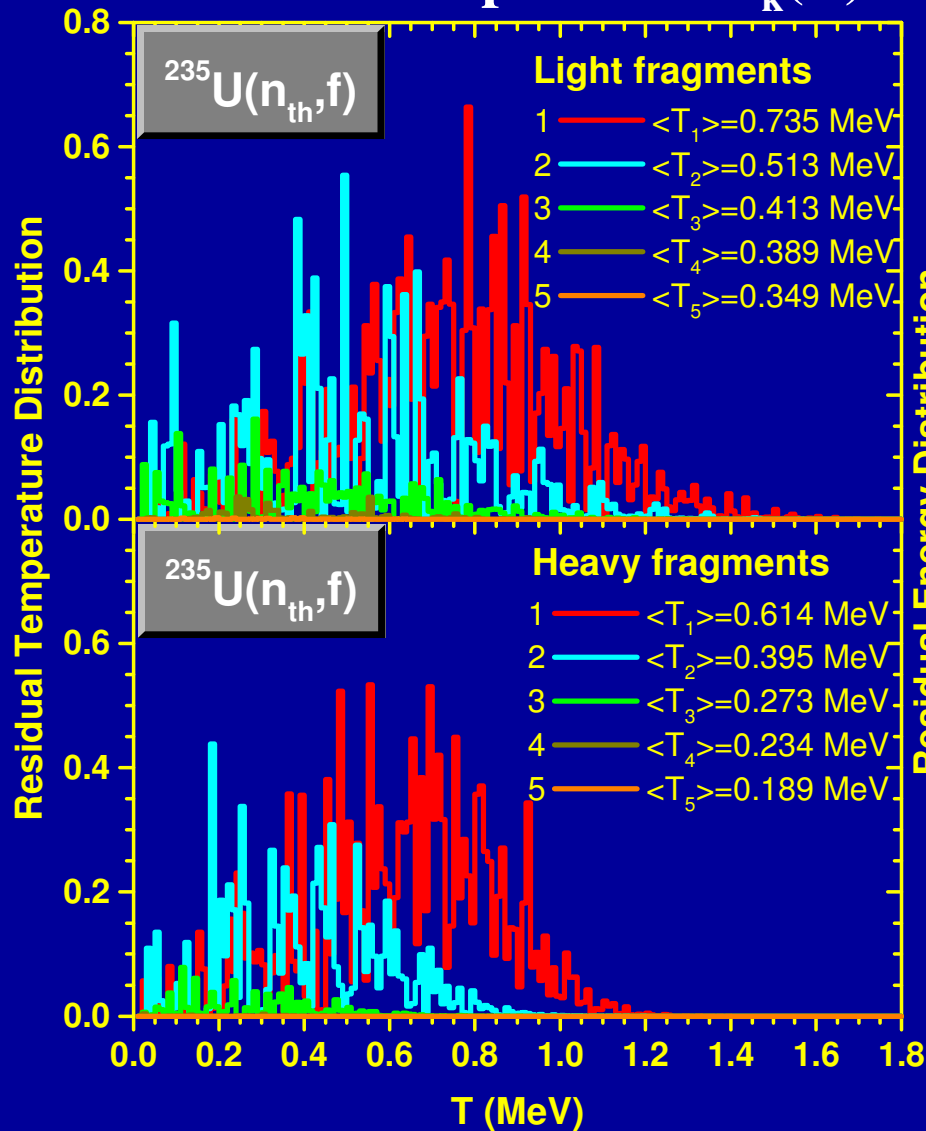 0.8
0.6
0.4
0.2
0.0
²³⁵U(nₜₕ,f)
Light fragments
1 <T₁>=0.735 MeV
2 <T₂>=0.513 MeV
3 <T₃>=0.413 MeV
4 <T₄>=0.389 MeV
5 <T₅>=0.349 MeV
Residual Temperature Distribution
²³⁵U(nₜₕ,f)
Heavy fragments
1 <T₁>=0.614 MeV
2 <T₂>=0.395 MeV
3 <T₃>=0.273 MeV
4 <T₄>=0.234 MeV
5 <T₅>=0.189 MeV
0.6
0.4
0.2
0.0
0.0 0.2 0.4 0.6 0.8 1.0 1.2 1.4 1.6 1.8
T (MeV)
Residual Energy Distribution